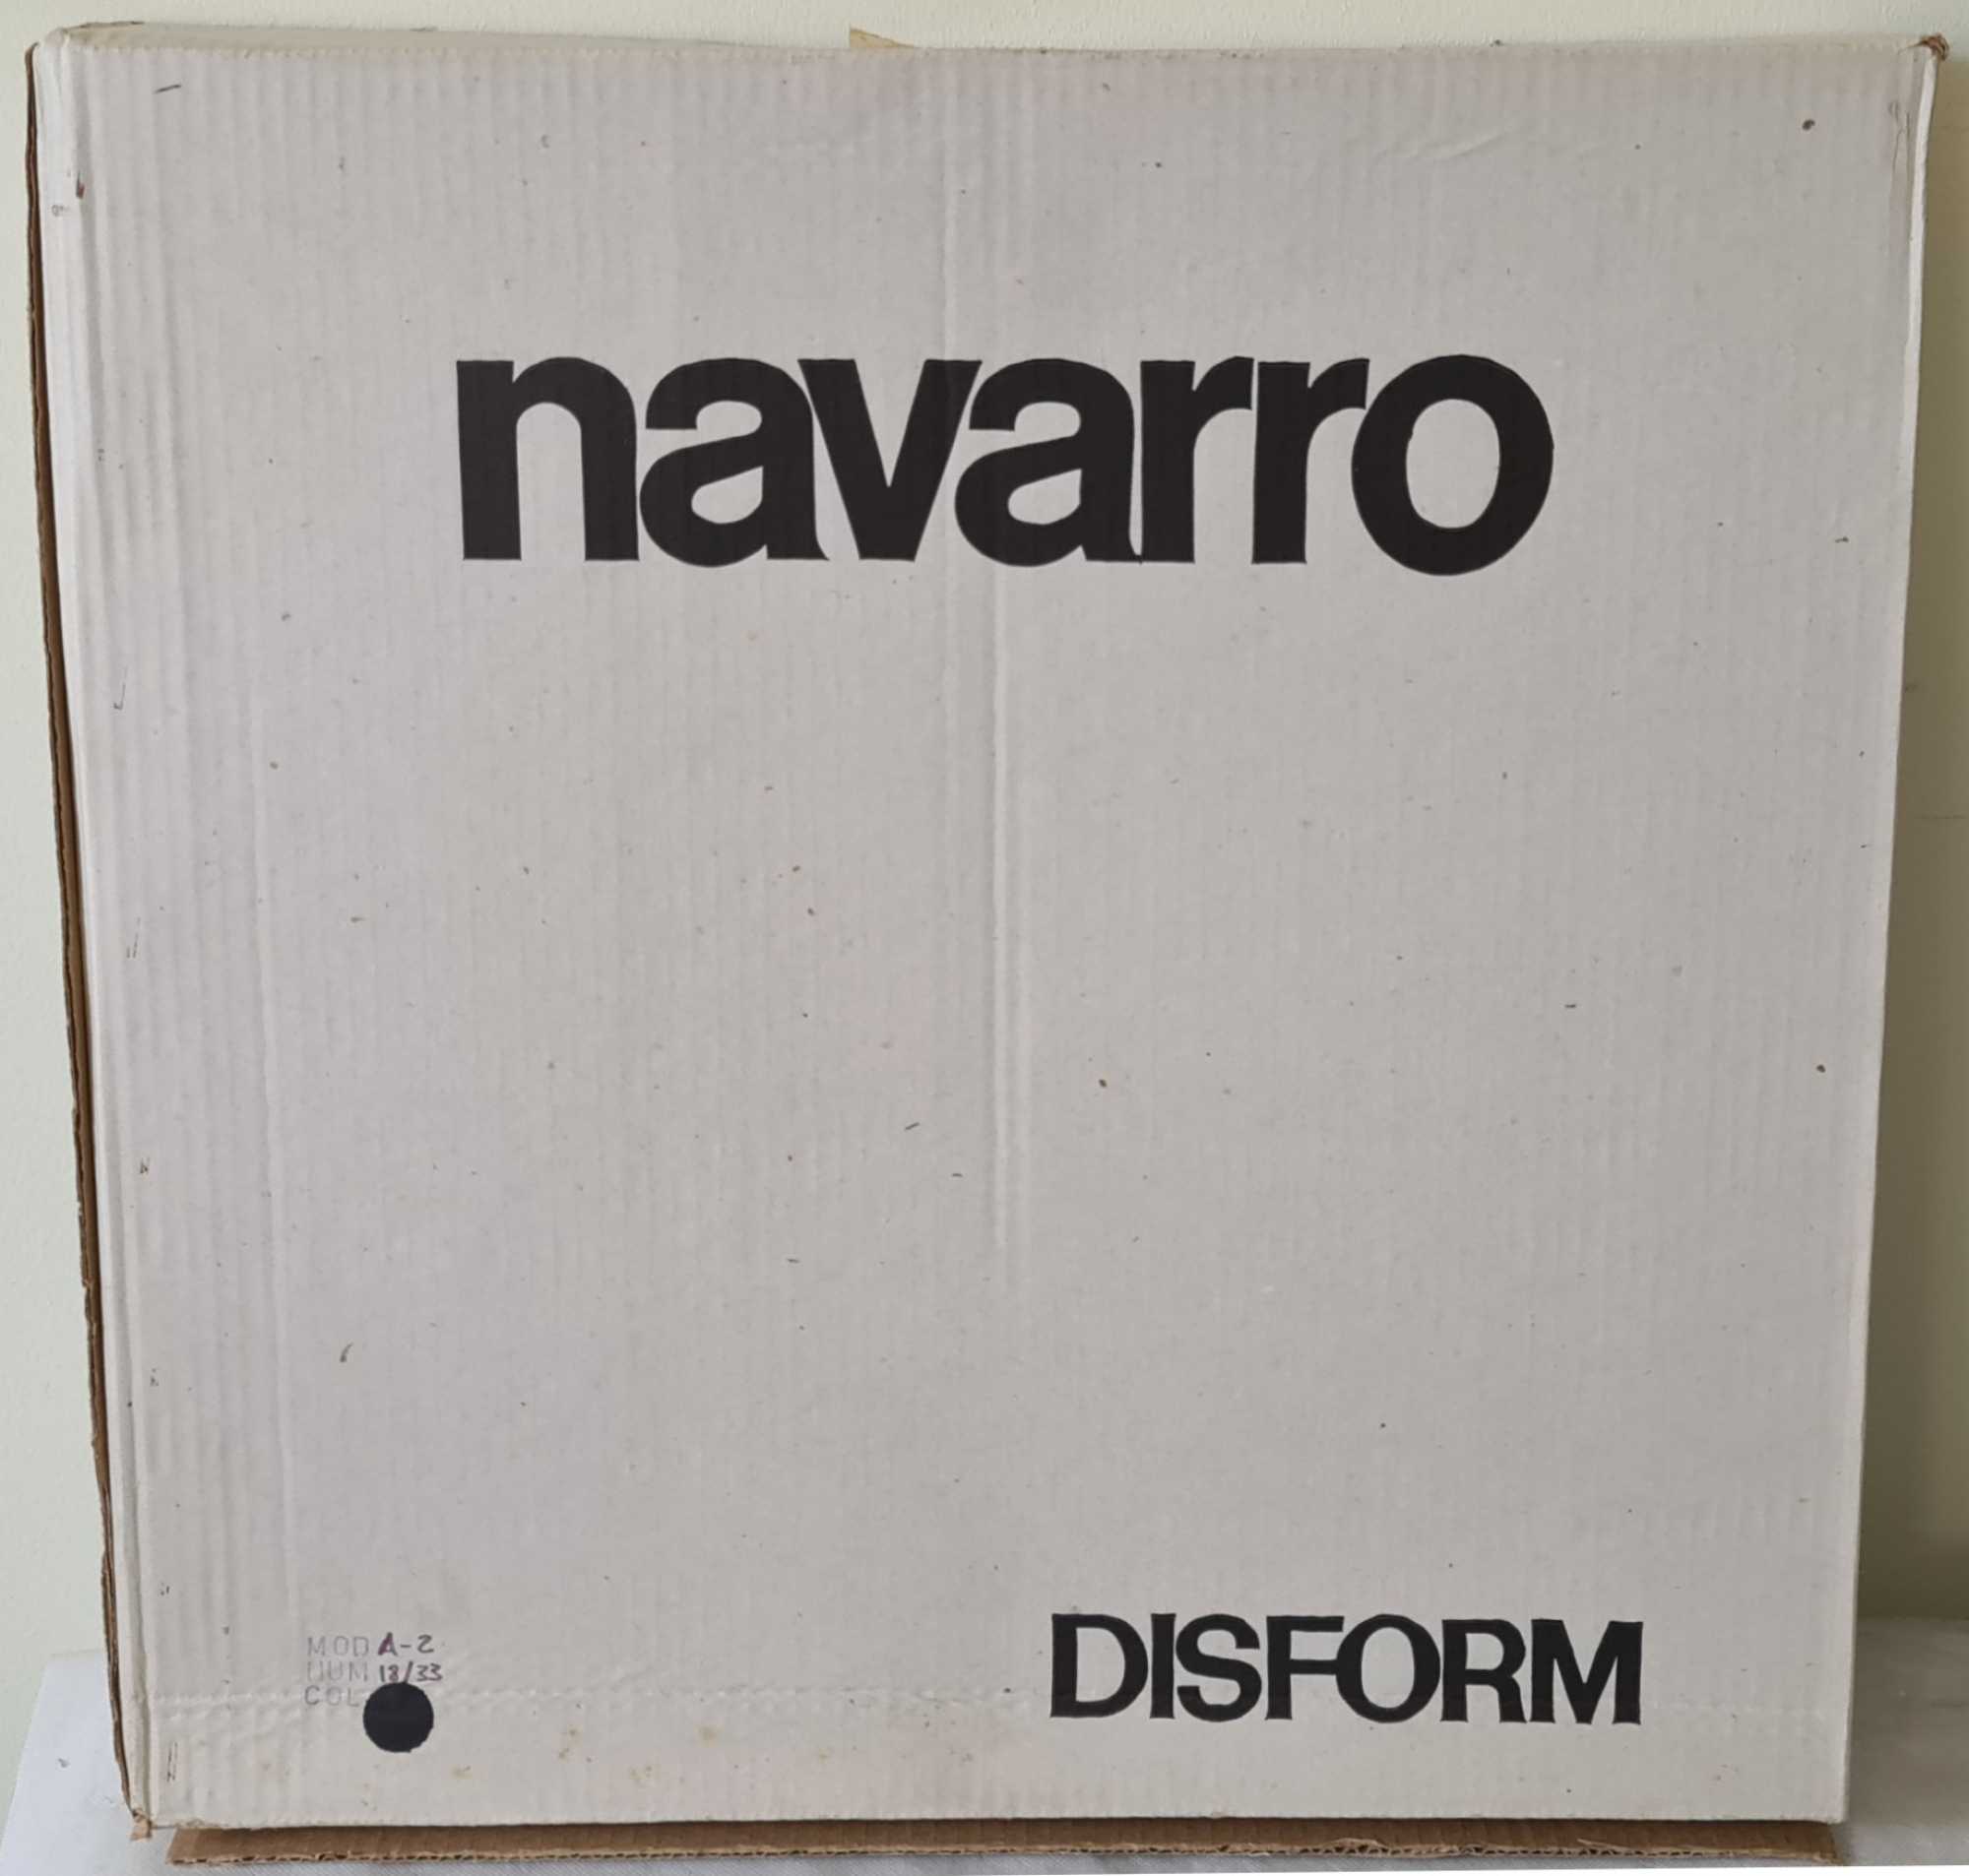 navarro
MOD A-2
NUM 18/33
COL
DISFORM